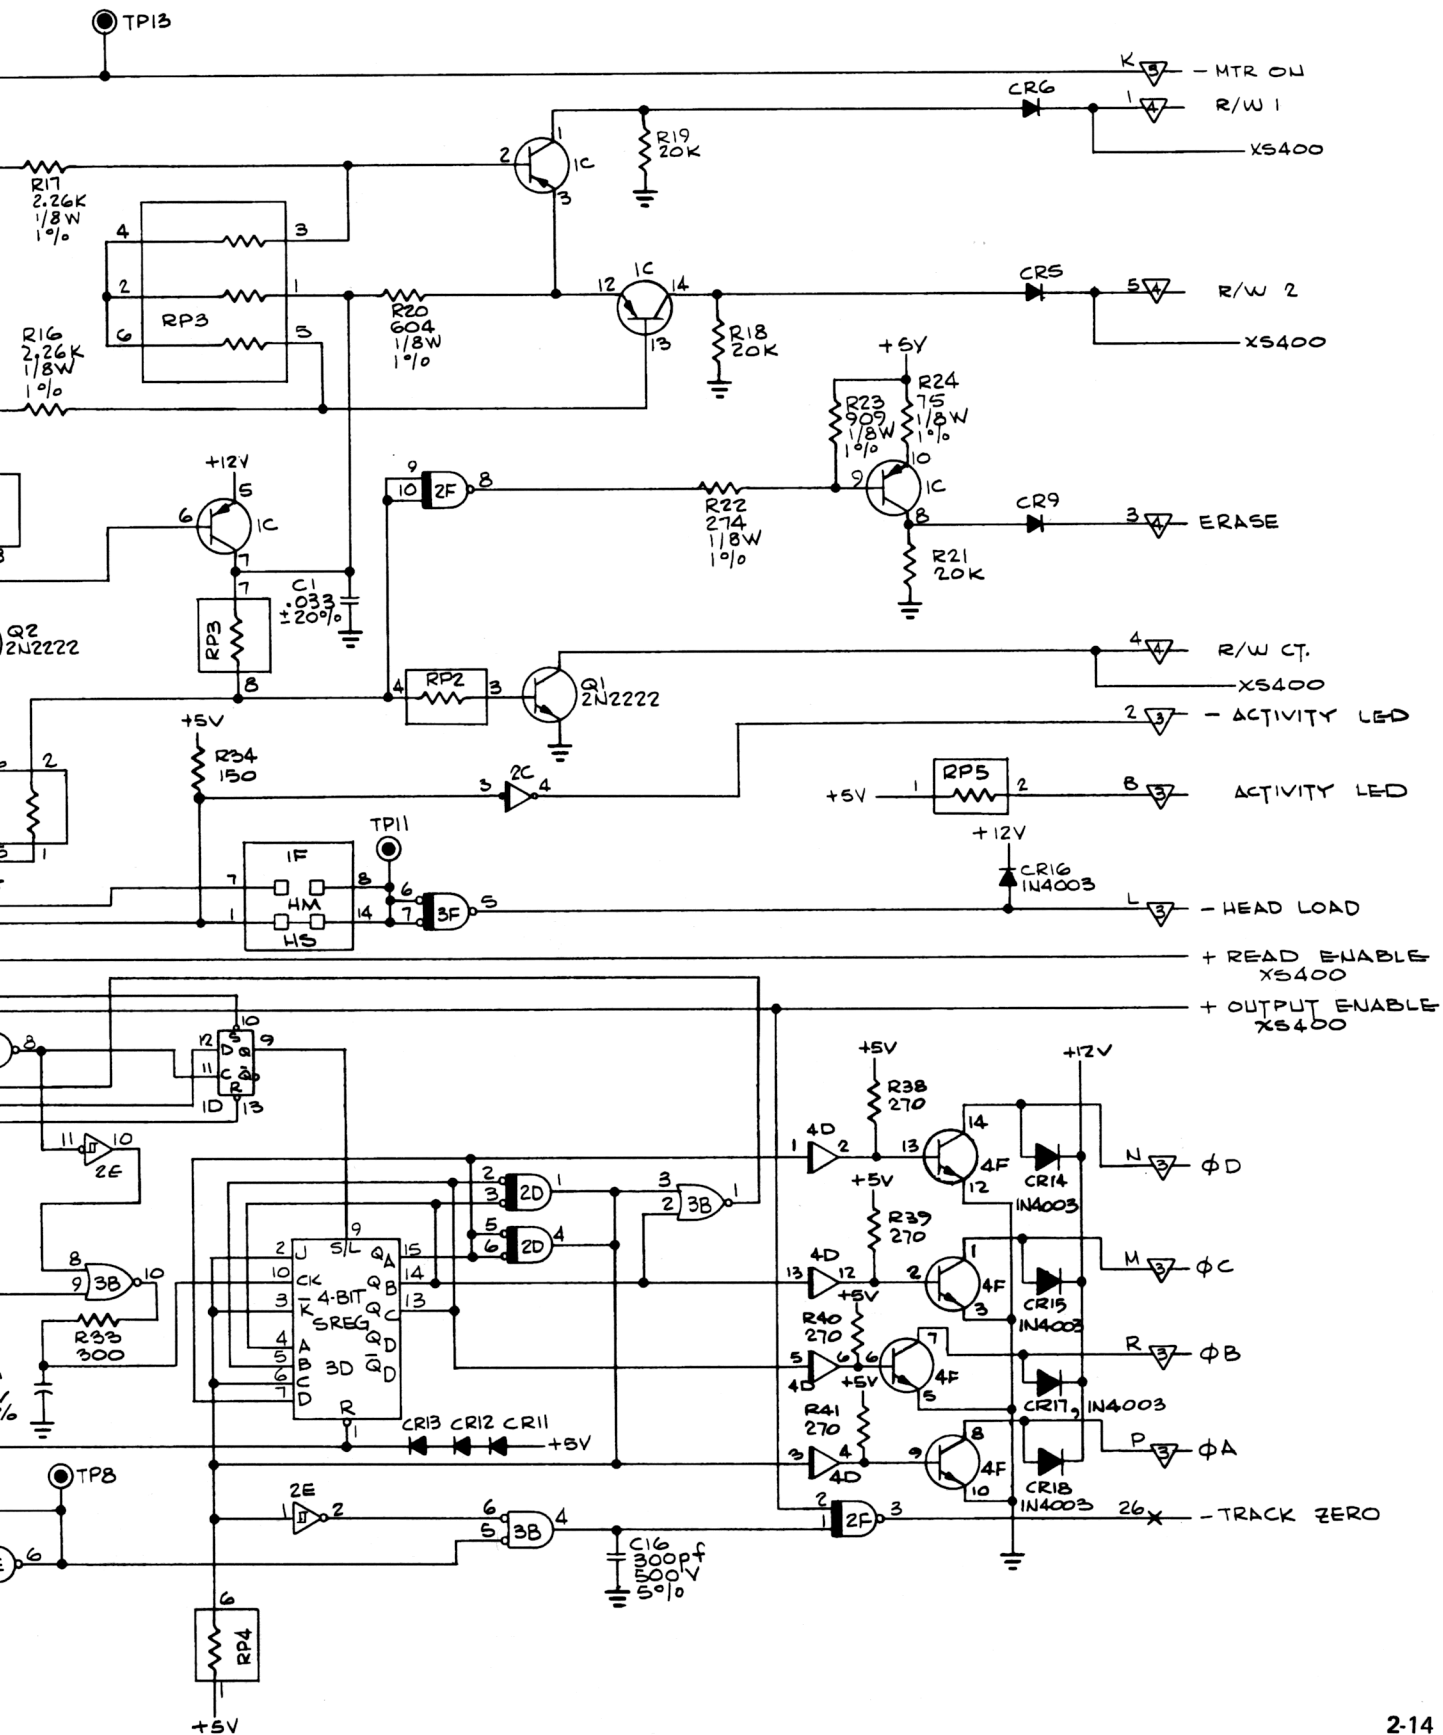 TP13
K 3 - MTR ON
CR6
1 4 R/W 1
XS400
R17
2.26K
1/8W
1%
2 1 1C 3
R19
20K
4 3
2 1
6 5
RP3
R20
604
1/8W
1%
12 1C 14
13
R18
20K
CR5
5 4 R/W 2
XS400
R16
2.26K
1/8W
1%
+5V
R23
909
1/8W
1%
R24
75
1/8W
1%
+12V
5
6 1C
7
9
10 2F 8
R22
274
1/8W
1%
10
9 1C
8
CR9
3 4 ERASE
R21
20K
7
RP3
8
C1
.033
±20%
Q2
2N2222
4 RP2 3
Q1
2N2222
4 4 R/W CT.
XS400
2 3 - ACTIVITY LED
+5V
R34
150
3 2C 4
2
1
+5V 1 RP5 2 B 3 ACTIVITY LED
TP11
+12V
CR16
1N4003
1F
7 8
HM
1 14
HS
6
7 3F 5
L 3 - HEAD LOAD
+ READ ENABLE
XS400
+ OUTPUT ENABLE
XS400
8
10
12 S
D Q 9
11 C Q
R
1D 13
11 10
2E
+5V
R38
270
+12V
4D
1 2 13 14
4F
12
CR14
1N4003
N 3 ΦD
2
3 2D 1
5
6 2D 4
3
2 3B 1
+5V
R39
270
4D
13 12 2 1
4F
3
CR15
1N4003
M 3 ΦC
8
9 3B 10
R33
300
9
S/L
2 J QA 15
10 CK QB 14
3 K QC 13
4-BIT
SREG
QD
QD
4 A
5 B
6 C
7 D
3D
R
1
+5V
R40
270
5 6 6 7
4D 4F
5
R 3 ΦB
CR17, 1N4003
+5V
R41
270
3 4 9 8
4D 4F
10
CR18
1N4003
P 3 ΦA
CR13 CR12 CR11
+5V
TP8
2E
1 2
6
5 3B 4
2
1 2F 3
26 - TRACK ZERO
6
C16
300pf
500V
5%
6
RP4
1
+5V
2-14